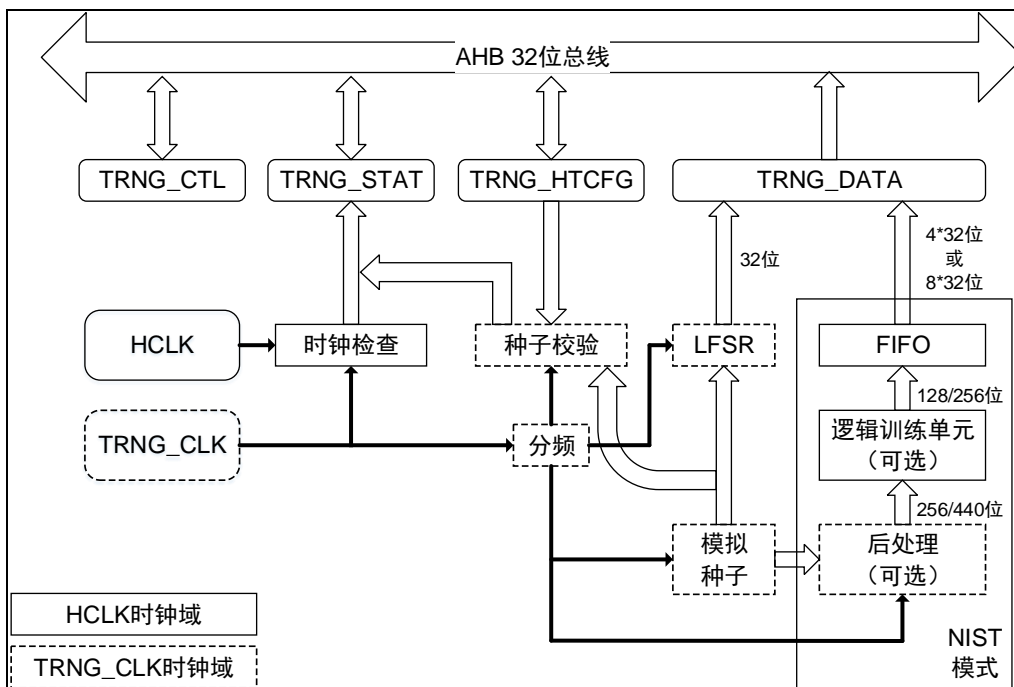 AHB 32位总线
TRNG_CTL
TRNG_STAT
TRNG_HTCFG
TRNG_DATA
32位
4*32位
或
8*32位
HCLK
时钟检查
种子校验
LFSR
FIFO
128/256位
TRNG_CLK
分频
逻辑训练单元
（可选）
256/440位
模拟
种子
后处理
（可选）
HCLK时钟域
TRNG_CLK时钟域
NIST
模式